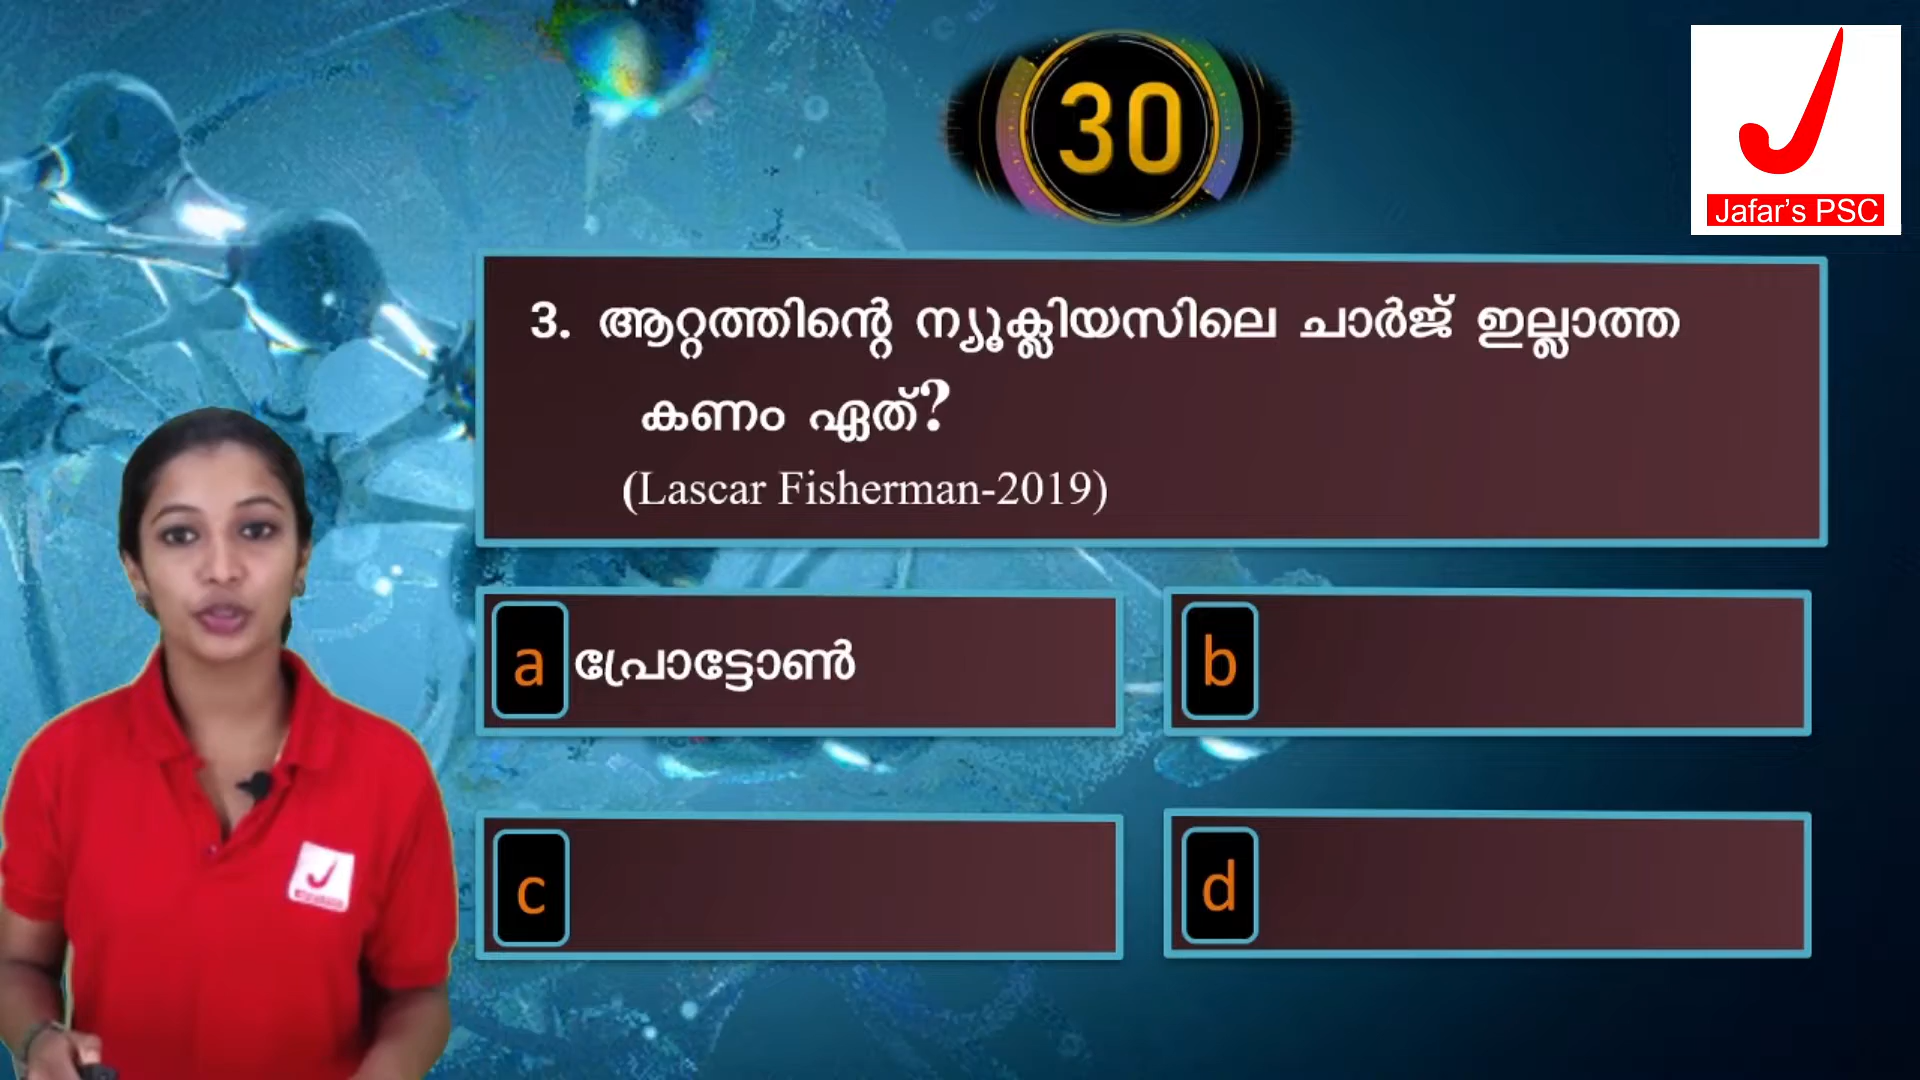 30
Jafar's PSC
3. ആറ്റത്തിന്റെ ന്യൂക്ലിയസിലെ ചാർജ് ഇല്ലാത്ത
കണം ഏത്?
(Lascar Fisherman-2019)
a പ്രോട്ടോൺ
b
c
d